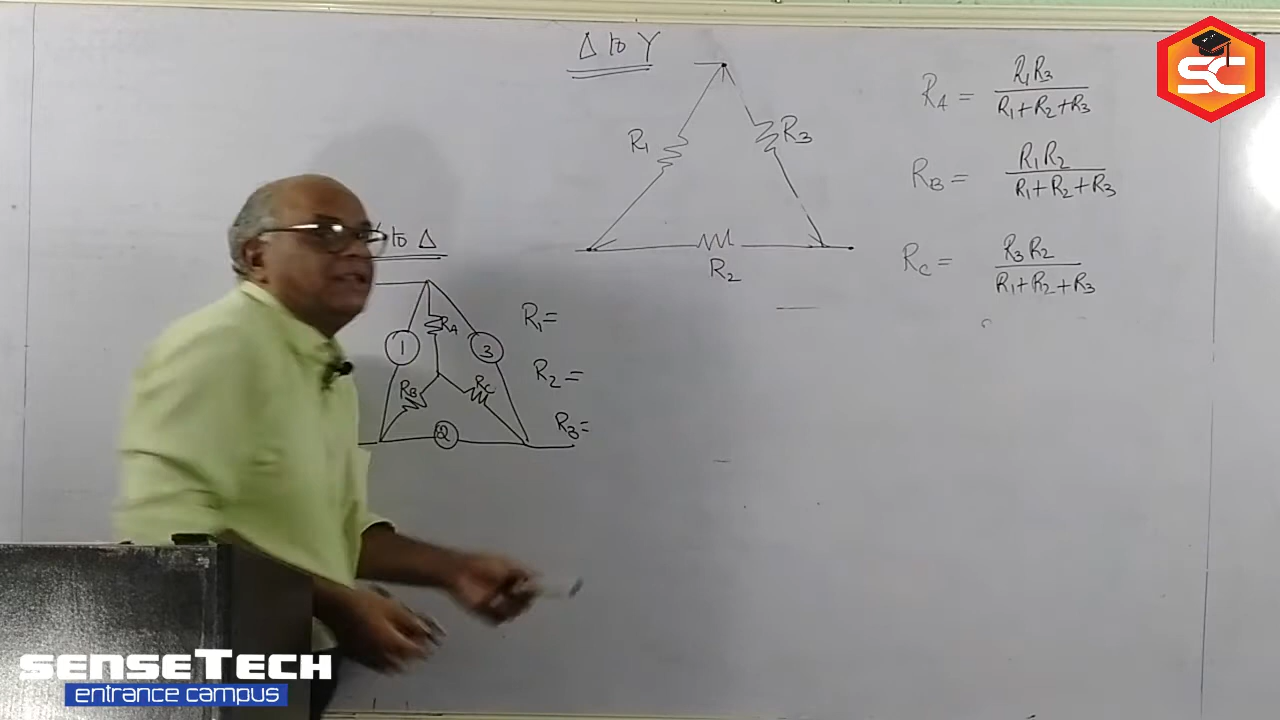 Δ to Y
R1
R3
R2
RA = R1R3 / R1+R2+R3
RB = R1R2 / R1+R2+R3
RC = R3R2 / R1+R2+R3
to Δ
1
RA
3
RB
RC
2
R1=
R2=
R3=
SC
senseTech
entrance campus